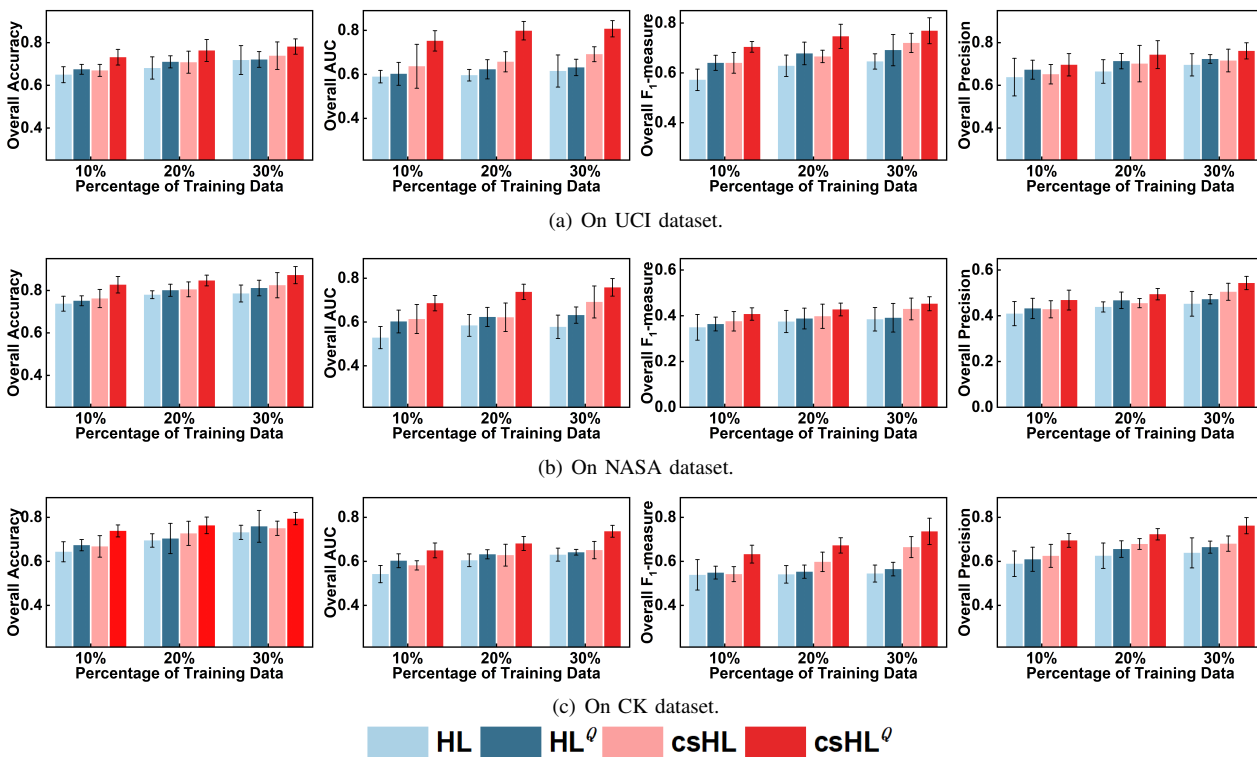 Overall Accuracy
0.8
0.6
0.4
10% 20% 30%
Percentage of Training Data
Overall AUC
0.8
0.6
0.4
10% 20% 30%
Percentage of Training Data
Overall F₁-measure
0.8
0.6
0.4
10% 20% 30%
Percentage of Training Data
Overall Precision
0.8
0.6
0.4
10% 20% 30%
Percentage of Training Data
(a) On UCI dataset.
Overall Accuracy
0.8
0.6
0.4
10% 20% 30%
Percentage of Training Data
Overall AUC
0.8
0.6
0.4
10% 20% 30%
Percentage of Training Data
Overall F₁-measure
0.6
0.4
0.2
0.0
10% 20% 30%
Percentage of Training Data
Overall Precision
0.6
0.4
0.2
0.0
10% 20% 30%
Percentage of Training Data
(b) On NASA dataset.
Overall Accuracy
0.8
0.6
0.4
10% 20% 30%
Percentage of Training Data
Overall AUC
0.8
0.6
0.4
10% 20% 30%
Percentage of Training Data
Overall F₁-measure
0.8
0.6
0.4
10% 20% 30%
Percentage of Training Data
Overall Precision
0.8
0.6
0.4
10% 20% 30%
Percentage of Training Data
(c) On CK dataset.
HL HL^Q csHL csHL^Q